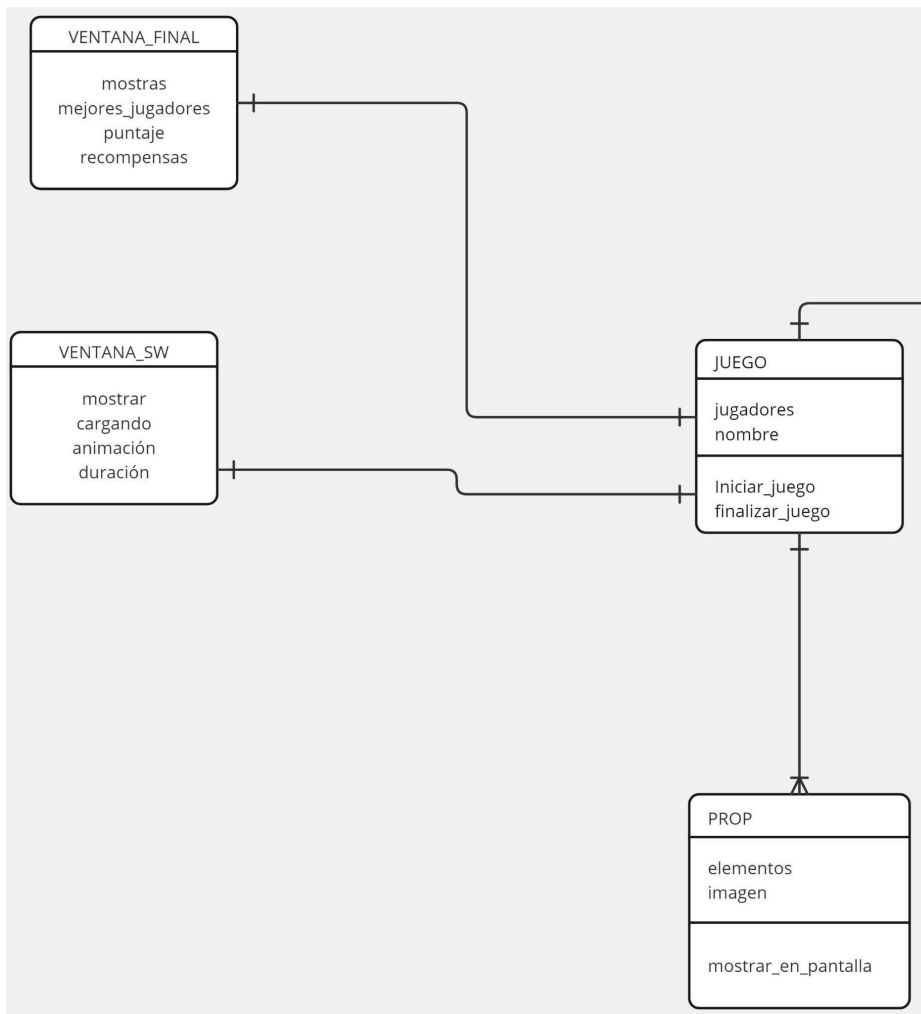 VENTANA_FINAL
mostras
mejores_jugadores
puntaje
recompensas
VENTANA_SW
mostrar
cargando
animación
duración
JUEGO
jugadores
nombre
Iniciar_juego
finalizar_juego
PROP
elementos
imagen
mostrar_en_pantalla